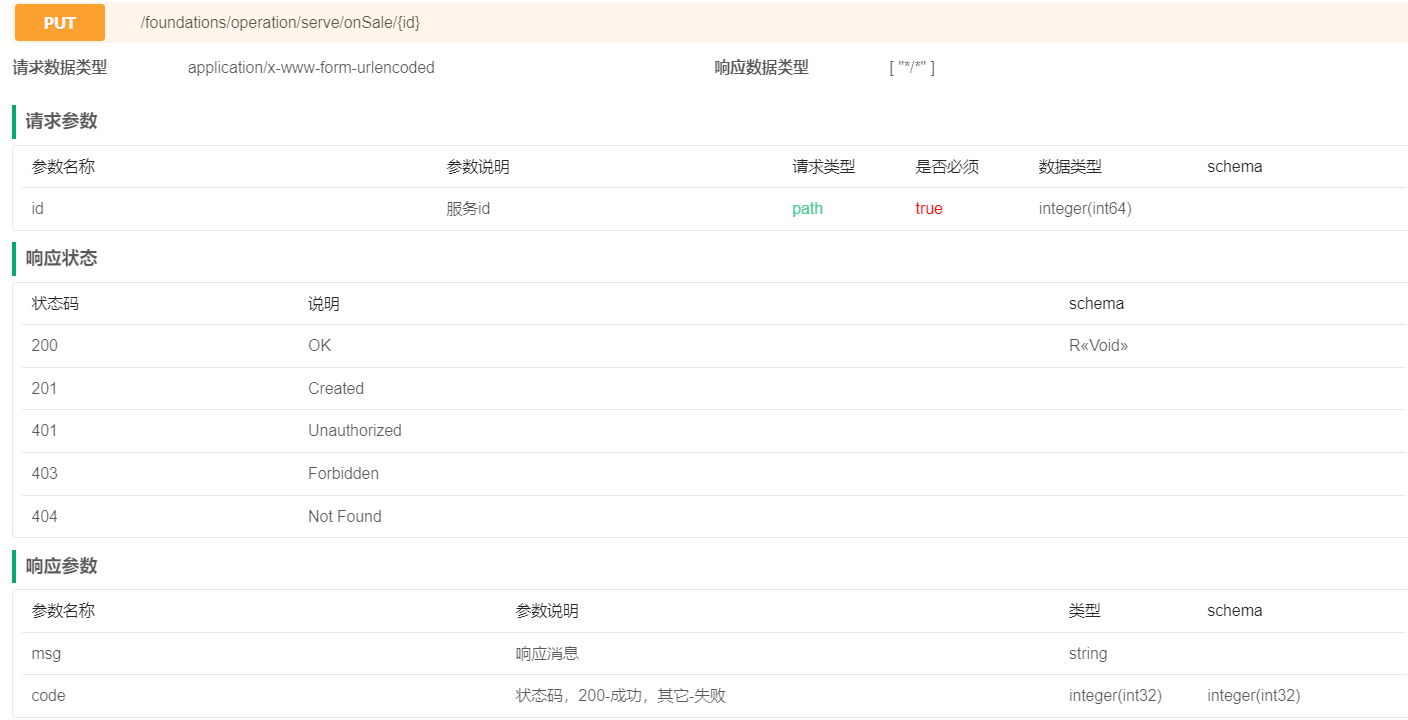 PUT /foundations/operation/serve/onSale/{id}
请求数据类型 application/x-www-form-urlencoded 响应数据类型 [ "*/*" ]
请求参数
参数名称 参数说明 请求类型 是否必须 数据类型 schema
id 服务id path true integer(int64)
响应状态
状态码 说明 schema
200 OK R«Void»
201 Created
401 Unauthorized
403 Forbidden
404 Not Found
响应参数
参数名称 参数说明 类型 schema
msg 响应消息 string
code 状态码，200-成功，其它-失败 integer(int32) integer(int32)